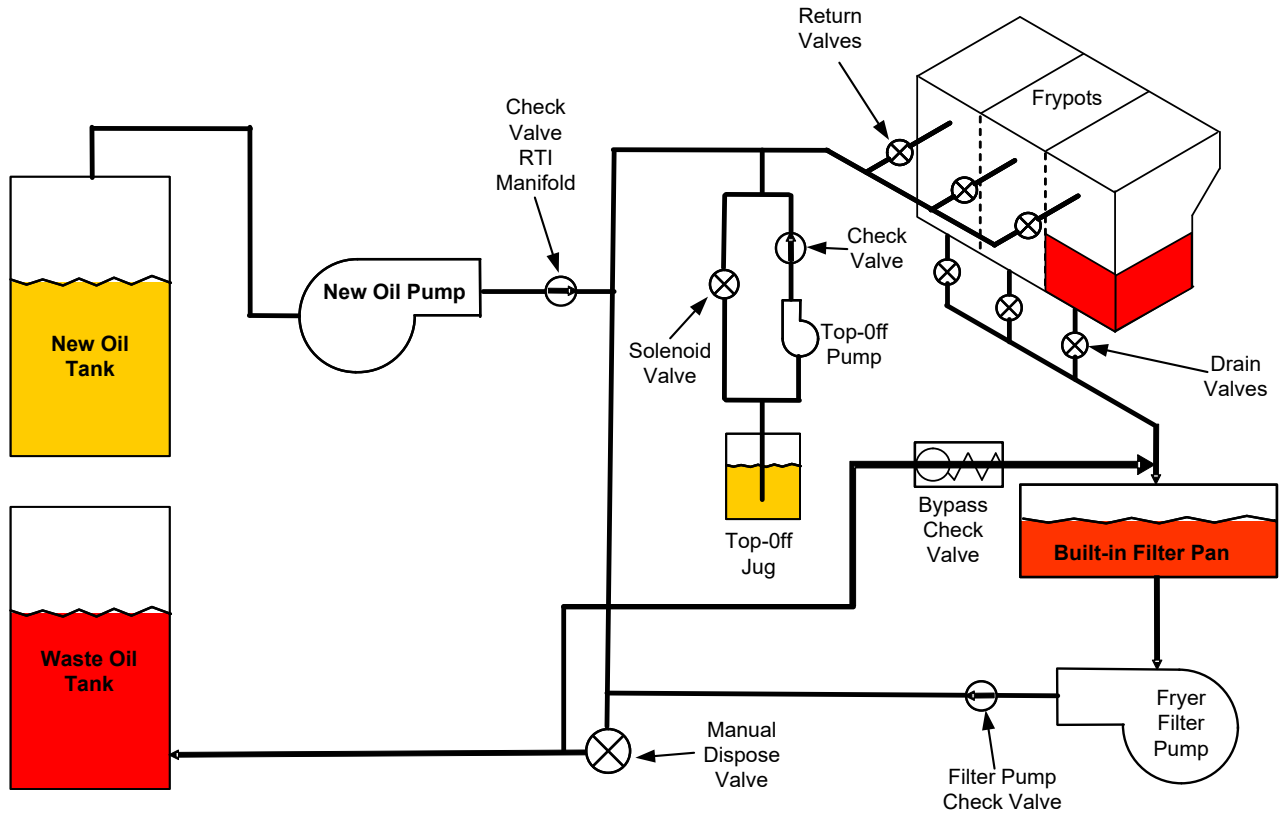 Return
Valves
Frypots
Check
Valve
RTI
Manifold
New Oil Pump
New Oil
Tank
Check
Valve
Solenoid
Valve
Top-0ff
Pump
Drain
Valves
Top-0ff
Jug
Bypass
Check
Valve
Built-in Filter Pan
Waste Oil
Tank
Manual
Dispose
Valve
Fryer
Filter
Pump
Filter Pump
Check Valve